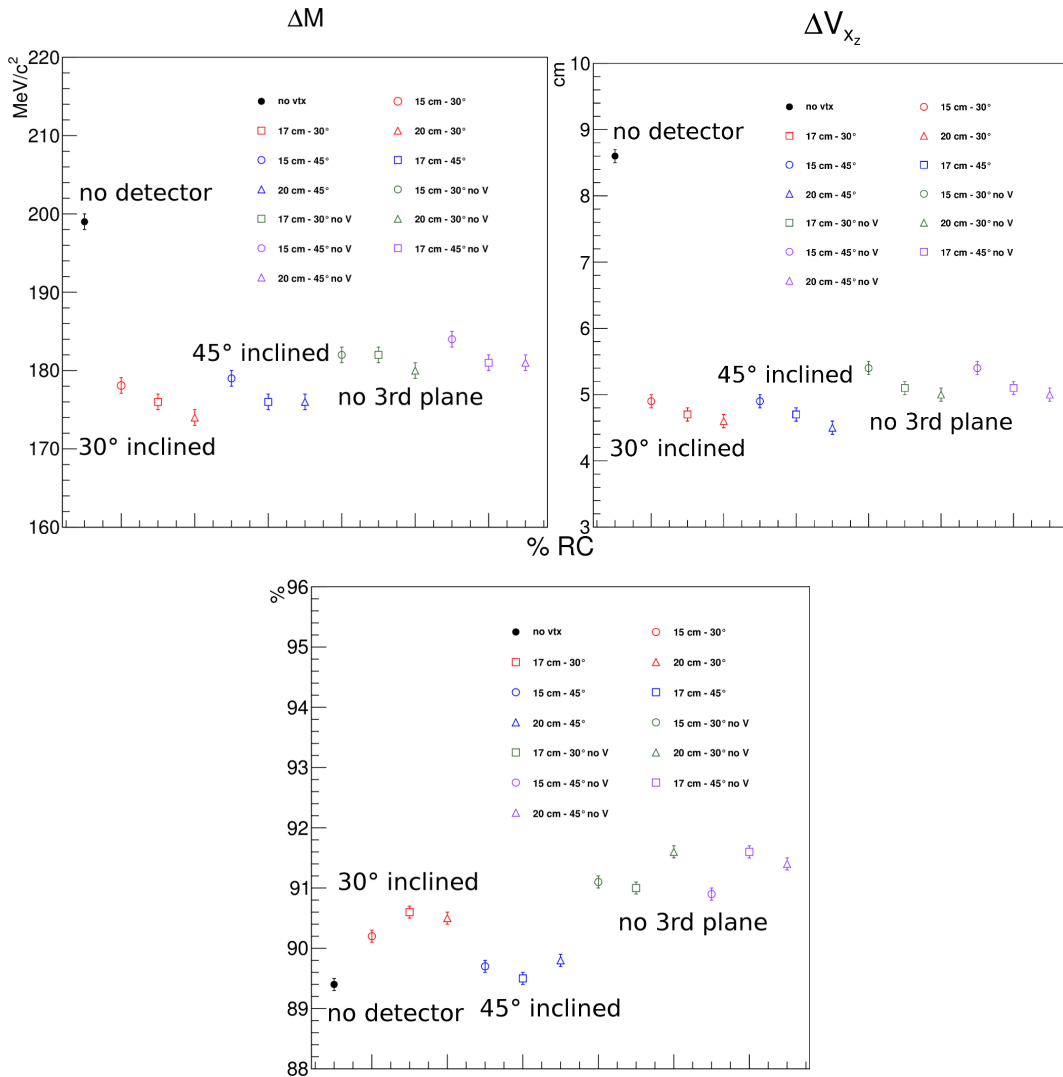 ΔM
MeV/c²
220
210
200
190
180
170
160
no vtx 15 cm - 30°
17 cm - 30° 20 cm - 30°
15 cm - 45° 17 cm - 45°
20 cm - 45° 15 cm - 30° no V
17 cm - 30° no V 20 cm - 30° no V
15 cm - 45° no V 17 cm - 45° no V
20 cm - 45° no V
no detector
45° inclined
no 3rd plane
30° inclined
ΔVxz
cm
10
9
8
7
6
5
4
3
no vtx 15 cm - 30°
17 cm - 30° 20 cm - 30°
15 cm - 45° 17 cm - 45°
20 cm - 45° 15 cm - 30° no V
17 cm - 30° no V 20 cm - 30° no V
15 cm - 45° no V 17 cm - 45° no V
20 cm - 45° no V
no detector
45° inclined
no 3rd plane
30° inclined
% RC
%
96
95
94
93
92
91
90
89
88
no vtx 15 cm - 30°
17 cm - 30° 20 cm - 30°
15 cm - 45° 17 cm - 45°
20 cm - 45° 15 cm - 30° no V
17 cm - 30° no V 20 cm - 30° no V
15 cm - 45° no V 17 cm - 45° no V
20 cm - 45° no V
30° inclined
no 3rd plane
no detector 45° inclined